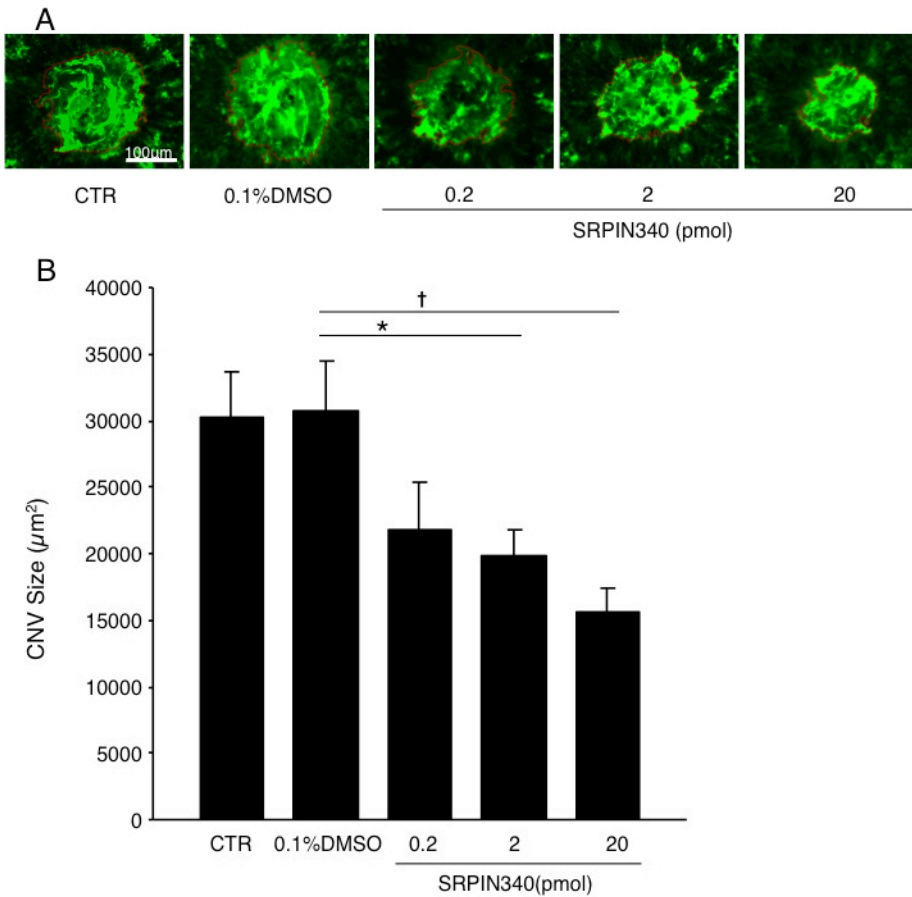 A
100um
CTR 0.1%DMSO 0.2 2 20
SRPIN340 (pmol)
B
40000
†
*
35000
30000
25000
20000
15000
10000
5000
0
CNV Size (µm²)
CTR 0.1%DMSO 0.2 2 20
SRPIN340(pmol)